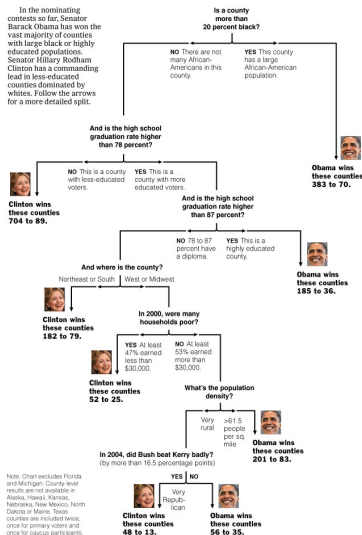 In the nominating
contests so far, Senator
Barack Obama has won the
vast majority of counties
with large black or highly
educated populations.
Senator Hillary Rodham
Clinton has a commanding
lead in less-educated
counties dominated by
whites. Follow the arrows
for a more detailed split.
Is a county
more than
20 percent black?
NO There are not
many African-
Americans in this
county.
YES This county
has a large
African-American
population.
And is the high school
graduation rate higher
than 78 percent?
Obama wins
these counties
383 to 70.
NO This is a county
with less-educated
voters.
YES This is a
county with more
educated voters.
Clinton wins
these counties
704 to 89.
And is the high school
graduation rate higher
than 87 percent?
NO 78 to 87
percent have
a diploma.
YES This is a
highly educated
county.
And where is the county?
Northeast or South
West or Midwest
Obama wins
these counties
185 to 36.
Clinton wins
these counties
182 to 79.
In 2000, were many
households poor?
YES At least
47% earned
less than
$30,000.
NO At least
53% earned
more than
$30,000.
Clinton wins
these counties
52 to 25.
What's the population
density?
Very
rural
>61.5
people
per sq.
mile
In 2004, did Bush beat Kerry badly?
(by more than 16.5 percentage points)
Obama wins
these counties
201 to 83.
YES
NO
Very
Repub-
lican
Clinton wins
these counties
48 to 13.
Obama wins
these counties
56 to 35.
Note: Chart excludes Florida
and Michigan. County-level
results are not available in
Alaska, Hawaii, Kansas,
Nebraska, New Mexico, North
Dakota or Maine. Texas
counties are included twice;
once for primary voters and
once for caucus participants.